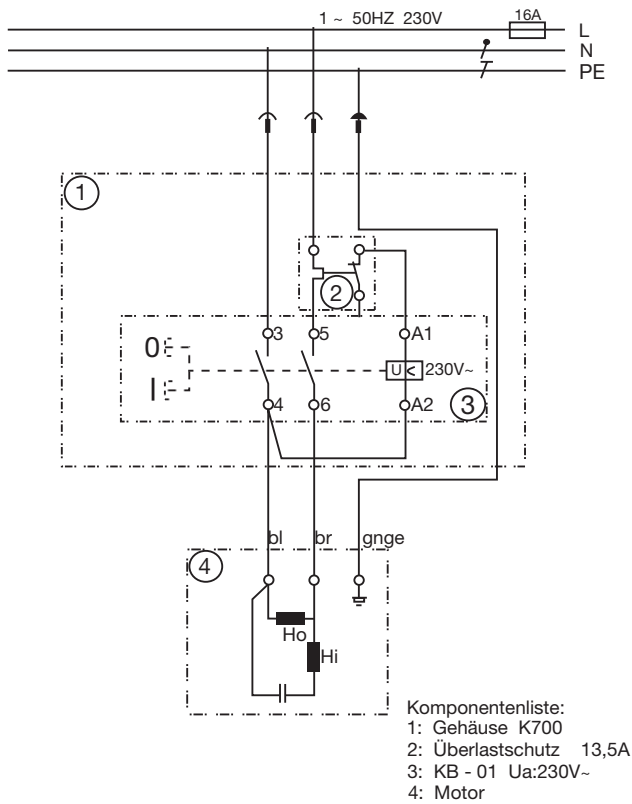 1 ~ 50HZ 230V
16A
L
N
PE
1
2
3
5
A1
0
I
U <
230V~
4
6
A2
3
bl
br
gnge
4
Ho
Hi
Komponentenliste:
1: Gehäuse K700
2: Überlastschutz 13,5A
3: KB - 01 Ua:230V~
4: Motor